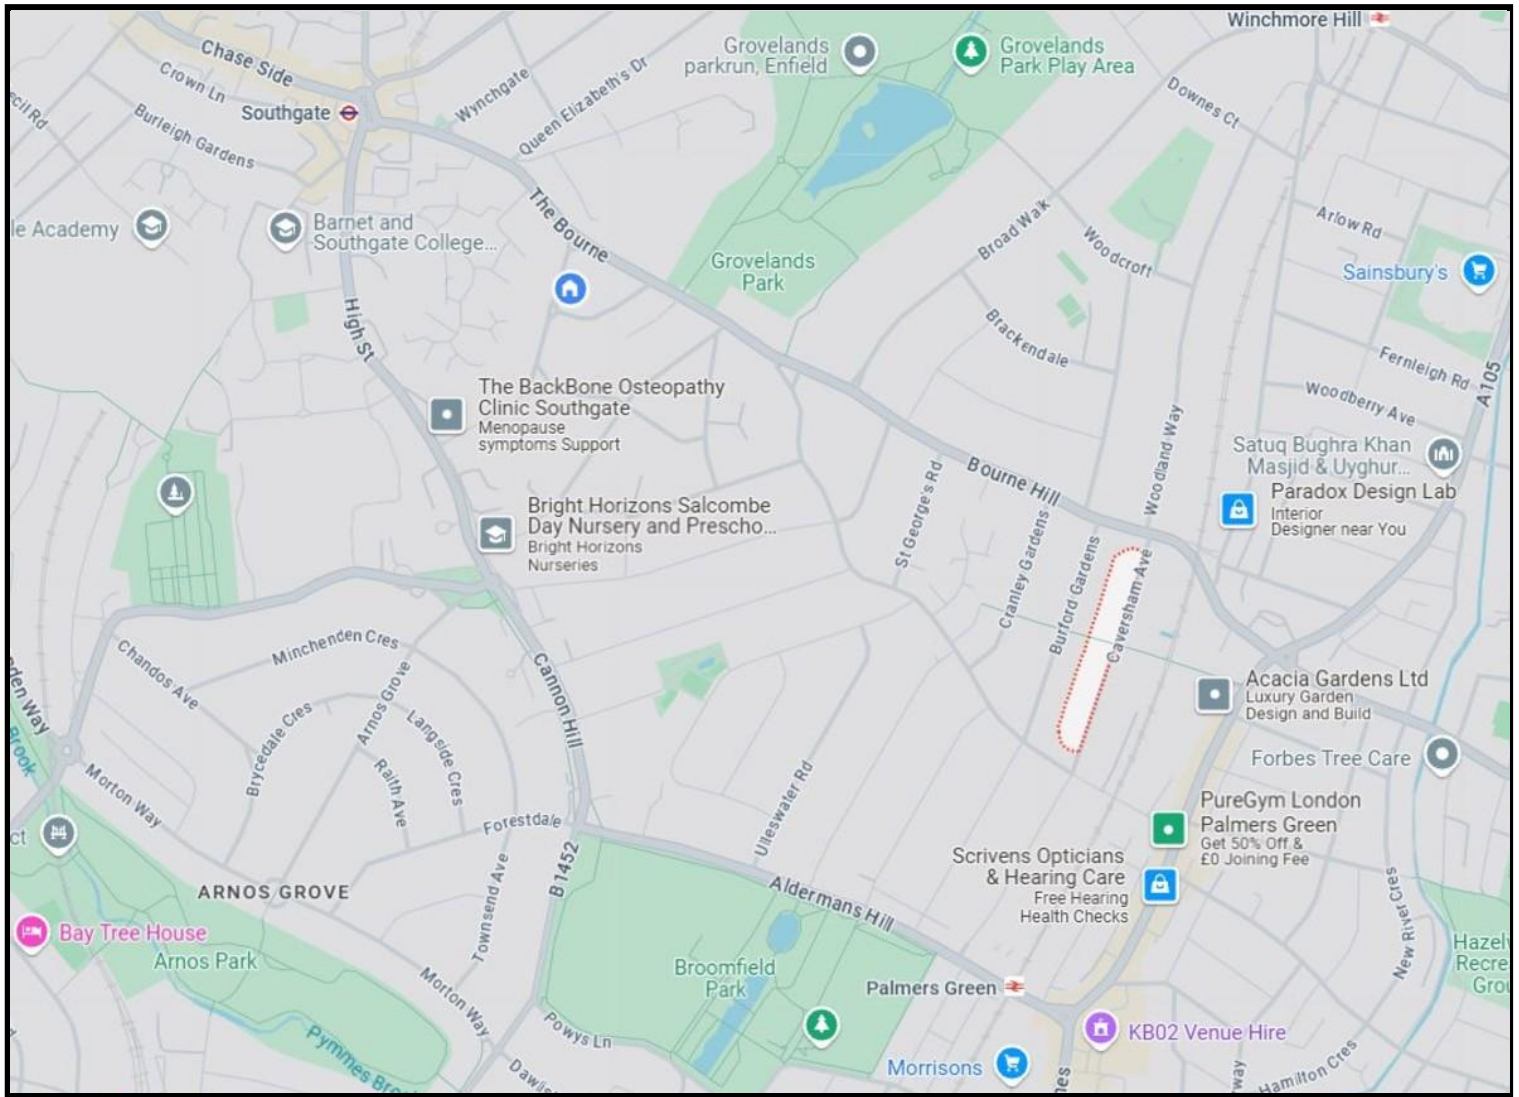 Winchmore Hill
Chase Side
Crown Ln
Southgate
Burleigh Gardens
Wynchgate
Queen Elizabeth's Dr
Grovelands
parkrun, Enfield
Grovelands
Park Play Area
Downes Ct
le Academy
Barnet and
Southgate College...
The Bourne
Grovelands
Park
Broad Walk
Woodcroft
Arlow Rd
Sainsbury's
High St
Brackendale
Fernleigh Rd
Woodberry Ave
A105
The BackBone Osteopathy
Clinic Southgate
Menopause
symptoms Support
Woodland Way
Satuq Bughra Khan
Masjid & Uyghur...
Bourne Hill
St George's Rd
Paradox Design Lab
Interior
Designer near You
Bright Horizons Salcombe
Day Nursery and Prescho...
Bright Horizons
Nurseries
Cranley Gardens
Burford Gardens
Caversham Ave
Minchenden Cres
Chandos Ave
Arnos Grove
Cannon Hill
Brycedale Cres
Langside Cres
Raith Ave
Acacia Gardens Ltd
Luxury Garden
Design and Build
Forbes Tree Care
den Way
Brook
Morton Way
Forestdale
Ulleswater Rd
PureGym London
Palmers Green
Get 50% Off &
£0 Joining Fee
ct
Scrivens Opticians
& Hearing Care
Free Hearing
Health Checks
ARNOS GROVE
B1452
Townsend Ave
Aldermans Hill
New River Cres
Bay Tree House
Arnos Park
Broomfield
Park
Palmers Green
Morton Way
Powys Ln
Pymmes Bro
KB02 Venue Hire
Morrisons
Hamilton Cres